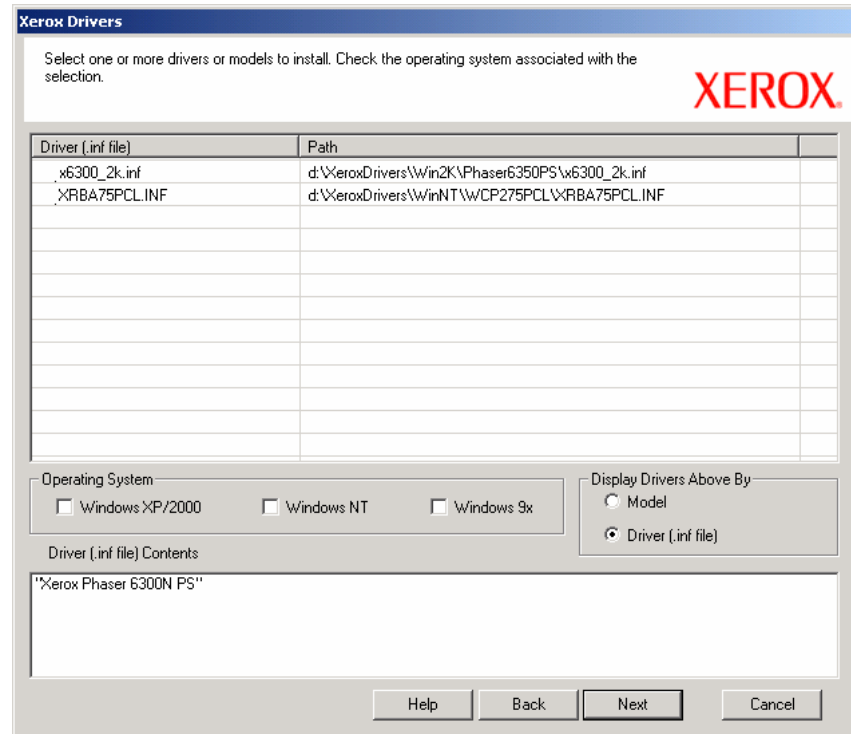 Xerox Drivers
Select one or more drivers or models to install. Check the operating system associated with the
selection.
XEROX.
Driver (.inf file) Path
x6300_2k.inf d:\XeroxDrivers\Win2K\Phaser6350PS\x6300_2k.inf
XRBA75PCL.INF d:\XeroxDrivers\WinNT\WCP275PCL\XRBA75PCL.INF
Operating System
Windows XP/2000 Windows NT Windows 9x
Display Drivers Above By
Model
Driver (.inf file)
Driver (.inf file) Contents
"Xerox Phaser 6300N PS"
Help Back Next Cancel